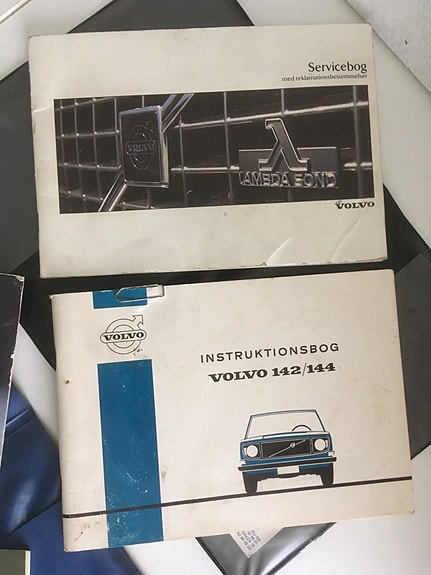 Servicebog
med reklamationsbestemmelser
VOLVO
LAMBDA SOND
VOLVO
VOLVO
INSTRUKTIONSBOG
VOLVO 142/144